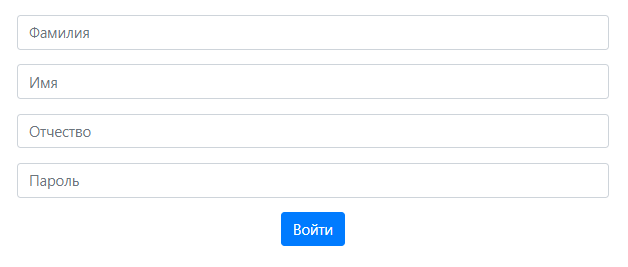 Фамилия
Имя
Отчество
Пароль
Войти